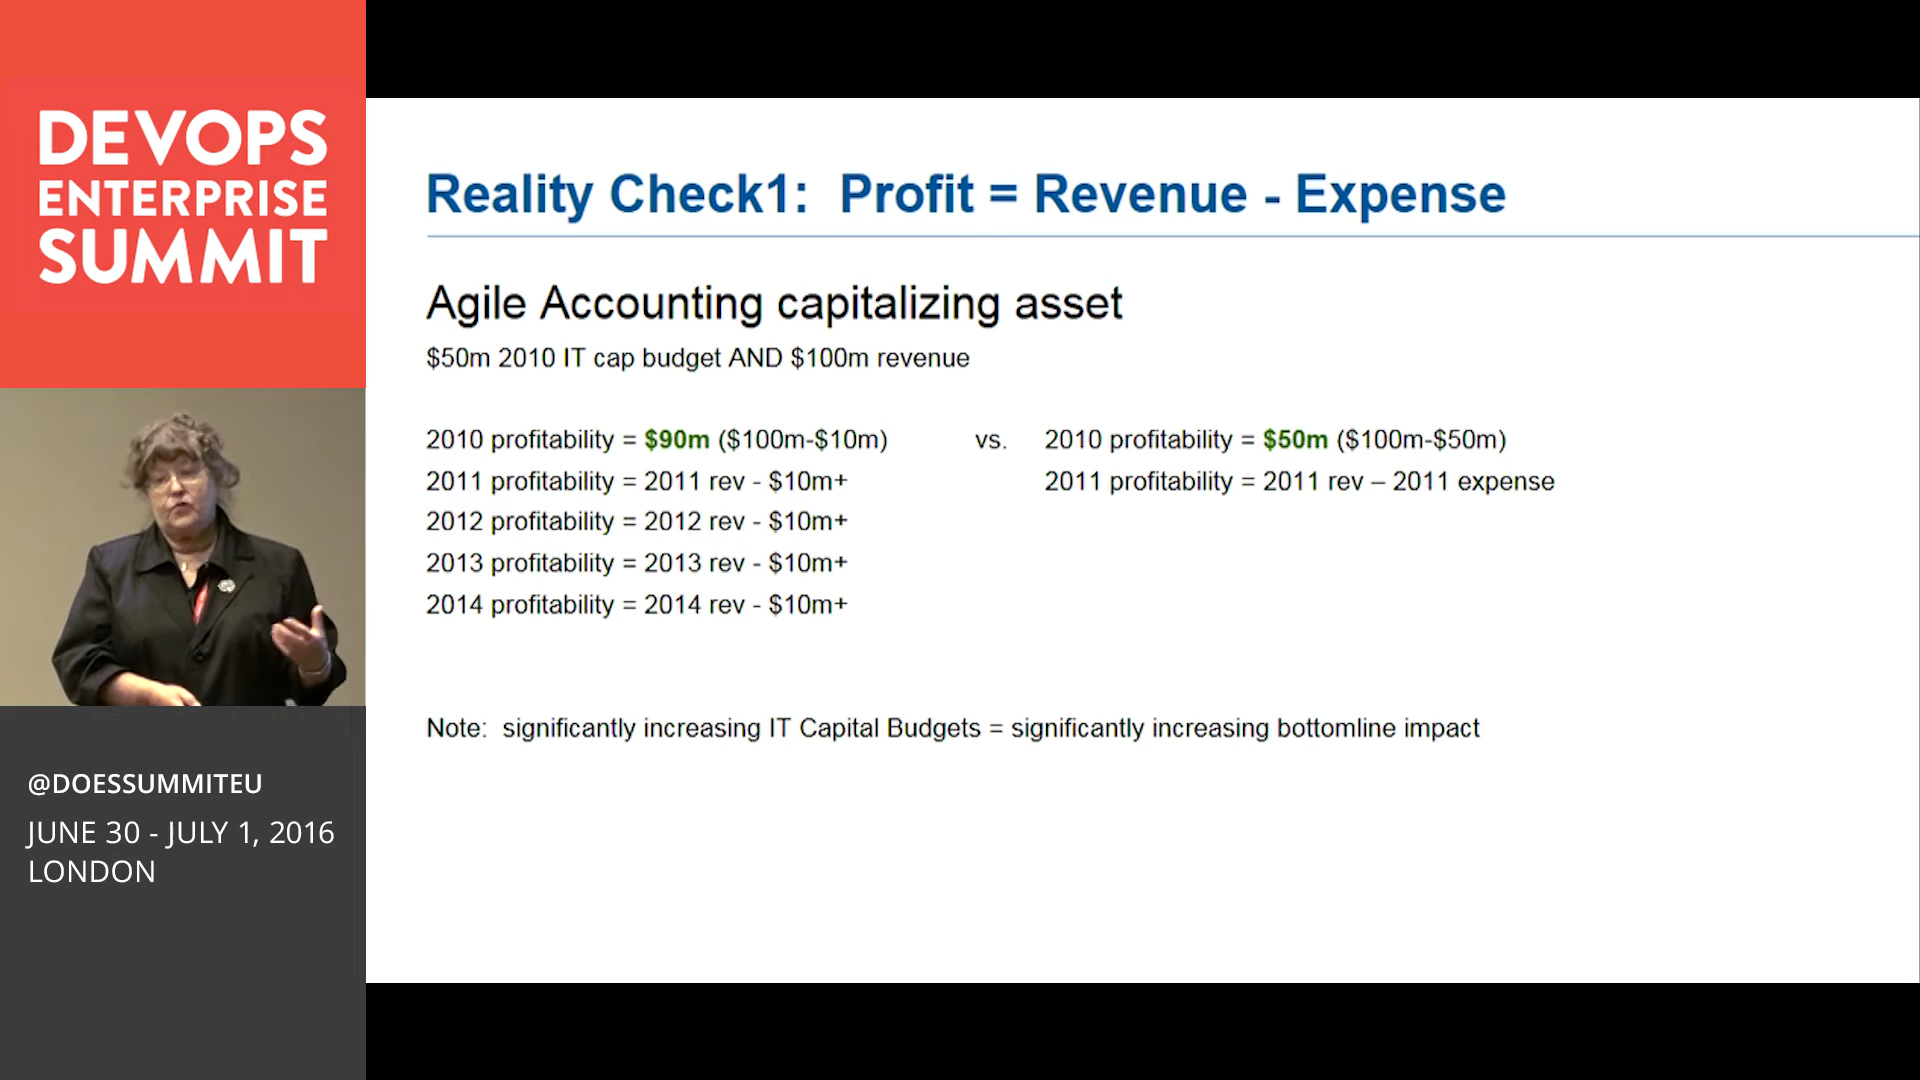 DEVOPS
ENTERPRISE
SUMMIT
@DOESSUMMITEU
JUNE 30 - JULY 1, 2016
LONDON
Reality Check1: Profit = Revenue - Expense
Agile Accounting capitalizing asset
$50m 2010 IT cap budget AND $100m revenue
2010 profitability = $90m ($100m-$10m) vs. 2010 profitability = $50m ($100m-$50m)
2011 profitability = 2011 rev - $10m+ 2011 profitability = 2011 rev – 2011 expense
2012 profitability = 2012 rev - $10m+
2013 profitability = 2013 rev - $10m+
2014 profitability = 2014 rev - $10m+
Note: significantly increasing IT Capital Budgets = significantly increasing bottomline impact